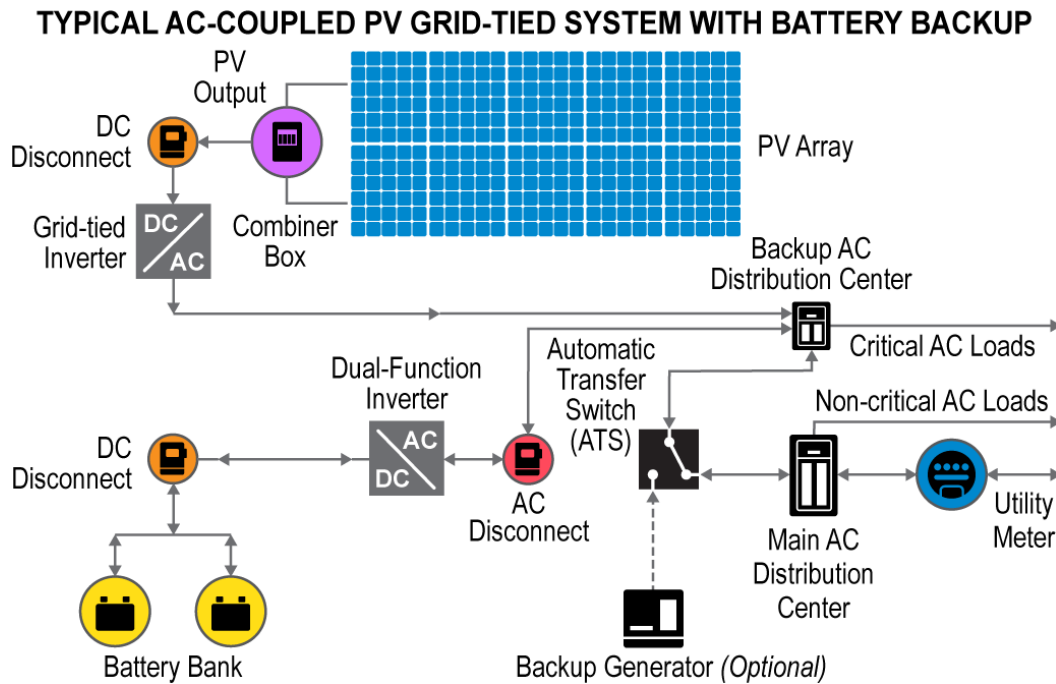 TYPICAL AC-COUPLED PV GRID-TIED SYSTEM WITH BATTERY BACKUP
PV
Output
DC
Disconnect
PV Array
Grid-tied
Inverter
DC
AC
Combiner
Box
Backup AC
Distribution Center
Critical AC Loads
Automatic
Transfer
Switch
(ATS)
Dual-Function
Inverter
AC
DC
Non-critical AC Loads
DC
Disconnect
AC
Disconnect
Main AC
Distribution
Center
Utility
Meter
Battery Bank
Backup Generator (Optional)